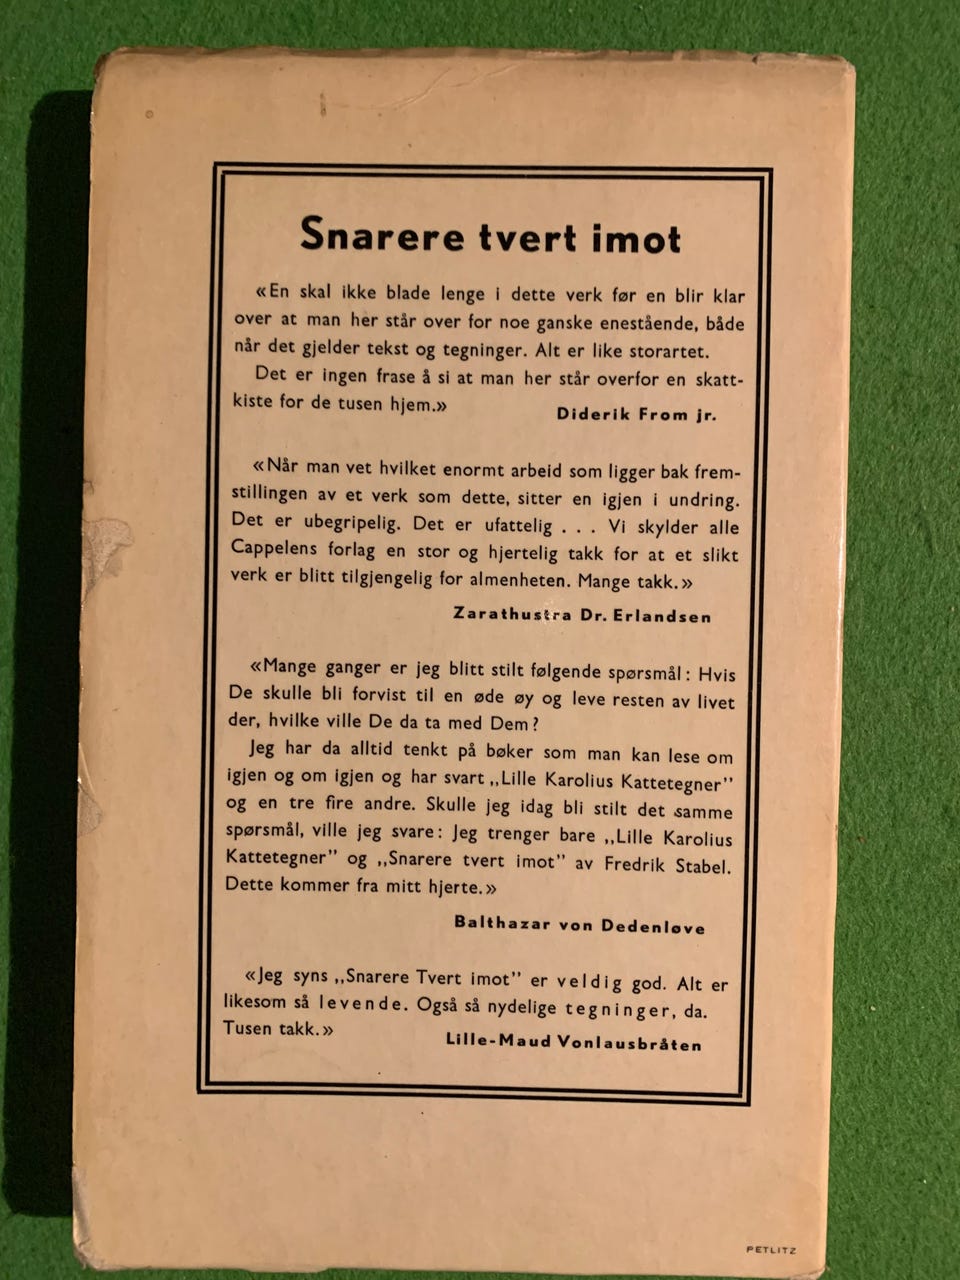 Snarere tvert imot
«En skal ikke blade lenge i dette verk før en blir klar
over at man her står over for noe ganske enestående, både
når det gjelder tekst og tegninger. Alt er like storartet.
Det er ingen frase å si at man her står overfor en skatt-
kiste for de tusen hjem.»
Diderik From jr.
«Når man vet hvilket enormt arbeid som ligger bak frem-
stillingen av et verk som dette, sitter en igjen i undring.
Det er ubegripelig. Det er ufattelig . . . Vi skylder alle
Cappelens forlag en stor og hjertelig takk for at et slikt
verk er blitt tilgjengelig for almenheten. Mange takk.»
Zarathustra Dr. Erlandsen
«Mange ganger er jeg blitt stilt følgende spørsmål: Hvis
De skulle bli forvist til en øde øy og leve resten av livet
der, hvilke ville De da ta med Dem?
Jeg har da alltid tenkt på bøker som man kan lese om
igjen og om igjen og har svart „Lille Karolius Kattetegner”
og en tre fire andre. Skulle jeg idag bli stilt det samme
spørsmål, ville jeg svare: Jeg trenger bare „Lille Karolius
Kattetegner” og „Snarere tvert imot” av Fredrik Stabel.
Dette kommer fra mitt hjerte.»
Balthazar von Dedenløve
«Jeg syns „Snarere Tvert imot” er veldig god. Alt er
likesom så levende. Også så nydelige tegninger, da.
Tusen takk.»
Lille-Maud Vonlausbråten
PETLITZ